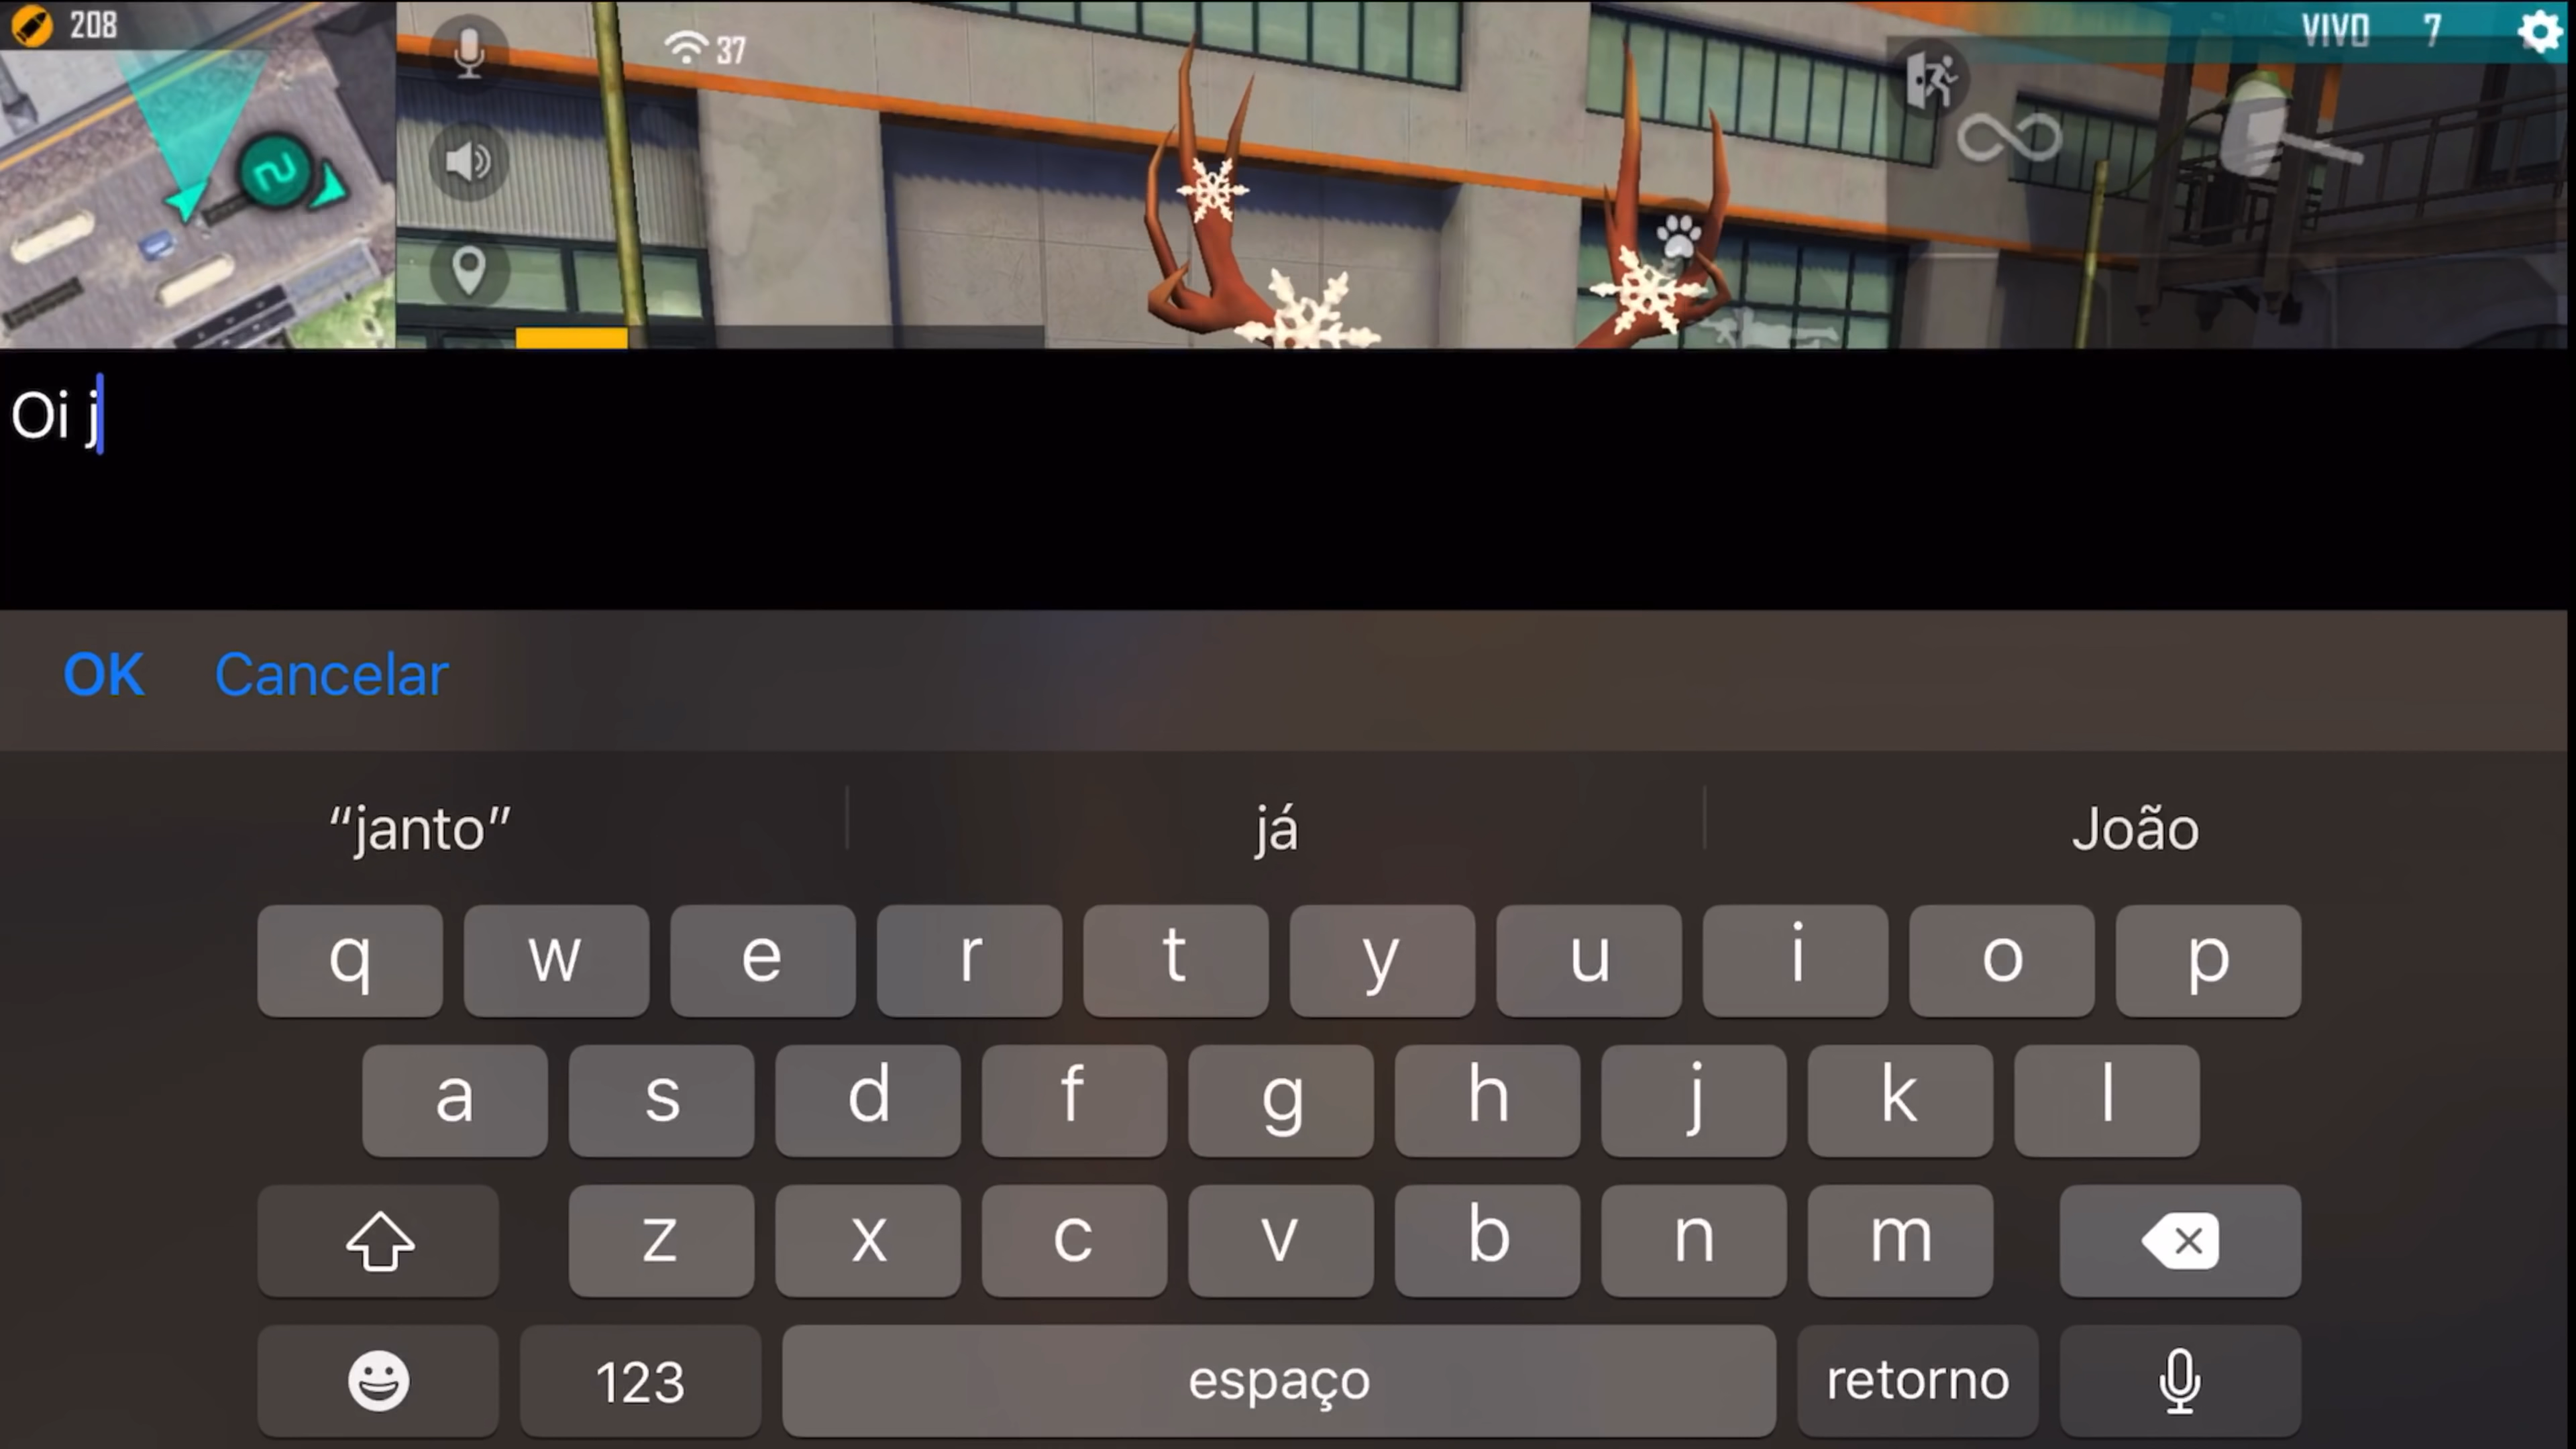 208
37
VIVO 7
Oi j
OK Cancelar
“janto” já João
q w e r t y u i o p
a s d f g h j k l
z x c v b n m
123 espaço retorno